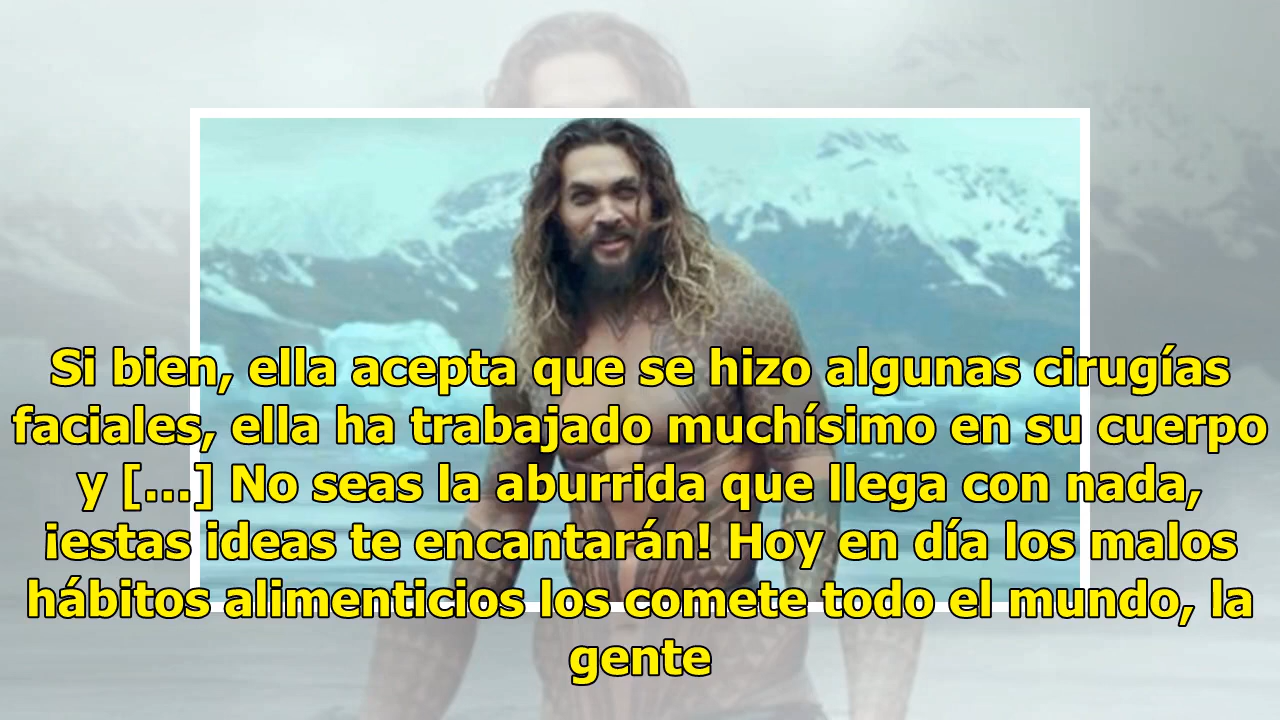 Si bien, ella acepta que se hizo algunas cirugías
faciales, ella ha trabajado muchísimo en su cuerpo
y [...] No seas la aburrida que llega con nada,
¡estas ideas te encantarán! Hoy en día los malos
hábitos alimenticios los comete todo el mundo, la
gente